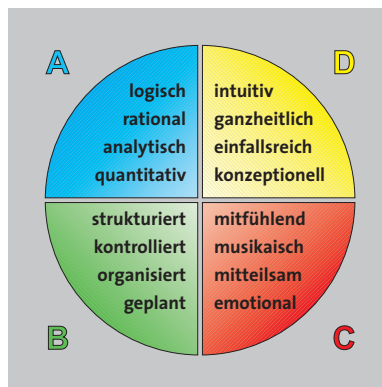 A
logisch
rational
analytisch
quantitativ
D
intuitiv
ganzheitlich
einfallsreich
konzeptionell
strukturiert
kontrolliert
organisiert
geplant
B
mitfühlend
musikaisch
mitteilsam
emotional
C